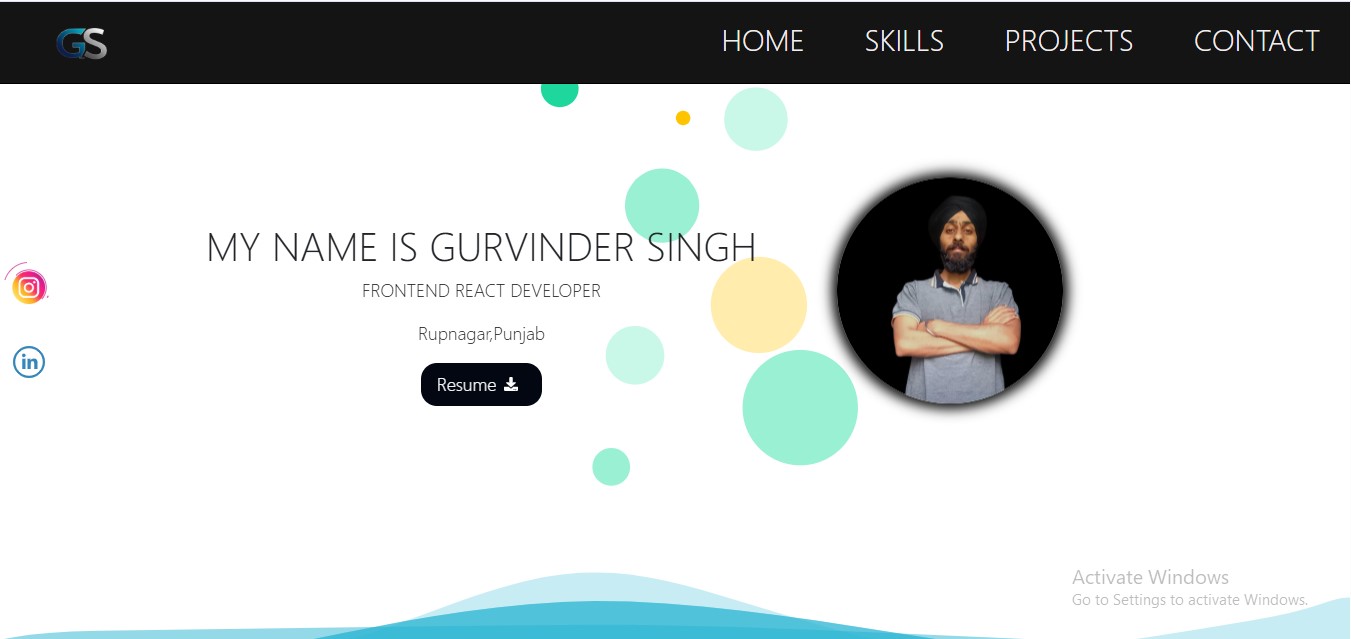 GS
HOME SKILLS PROJECTS CONTACT
MY NAME IS GURVINDER SINGH
FRONTEND REACT DEVELOPER
Rupnagar,Punjab
in
Resume
Activate Windows
Go to Settings to activate Windows.